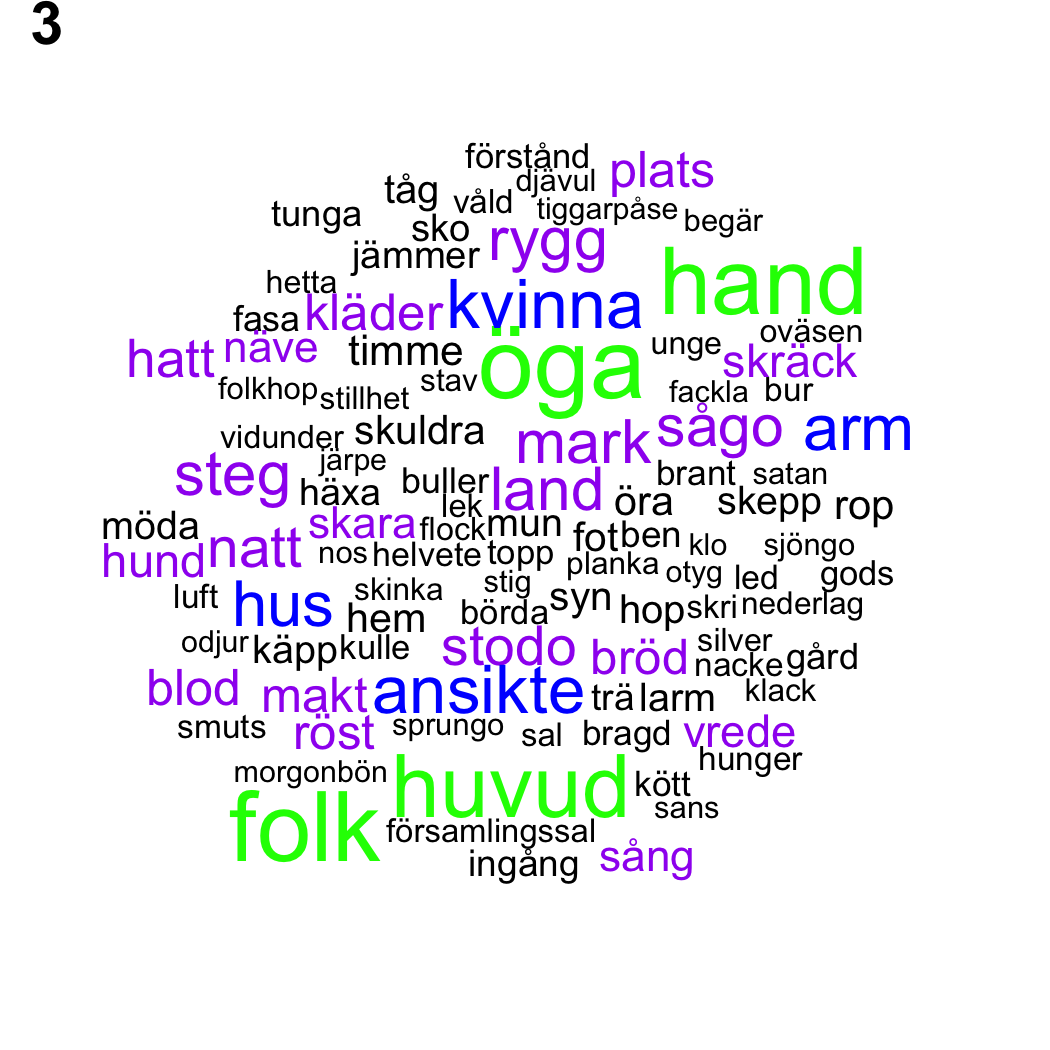 3
förstånd
djävul plats
tåg våld tiggarpåse begär
tunga sko rygg
jämmer hand
hetta kläder kvinna
fasa oväsen
hatt näve timme öga unge skräck
folkhop stillhet stav fackla bur
vidunder skuldra mark sågo arm
järpe
steg häxa buller land brant satan
lek öra skepp rop
möda skara flock mun fot ben klo sjöngo
hund natt nos helvete topp planka otyg led gods
luft hus skinka stig syn hop skri nederlag
hem börda
odjur käpp kulle stodo bröd silver nacke gård
blod makt ansikte trä larm klack
smuts röst sprungo sal bragd vrede
hunger
morgonbön huvud kött
sans
folk församlingssal
ingång sång